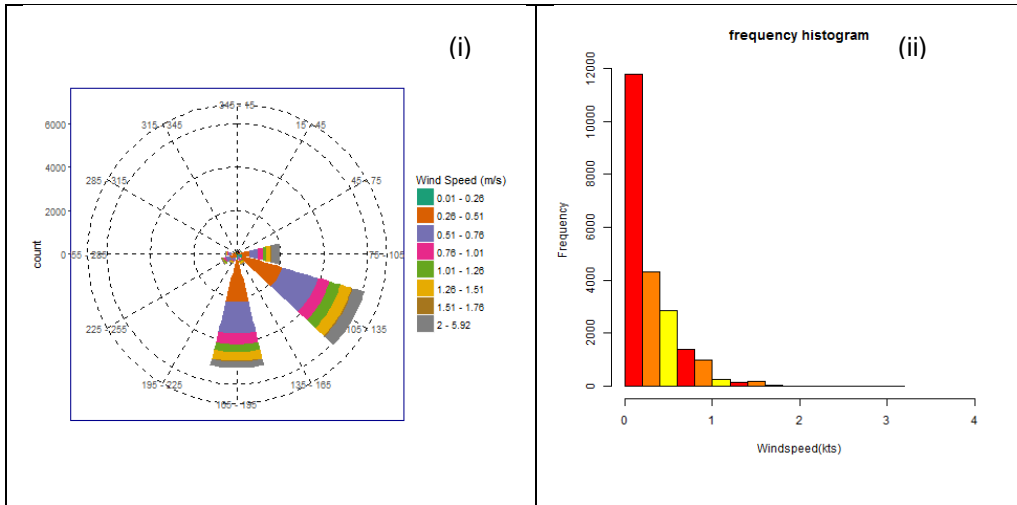 (i)
345 - 15
315 - 345
15 - 45
285 - 315
45 - 75
75 - 105
225 - 255
105 - 135
195 - 225
135 - 165
165 - 195
6000
4000
2000
0
count
Wind Speed (m/s)
0.01 - 0.26
0.26 - 0.51
0.51 - 0.76
0.76 - 1.01
1.01 - 1.26
1.26 - 1.51
1.51 - 1.76
2 - 5.92
(ii)
frequency histogram
12000
10000
8000
6000
4000
2000
0
Frequency
0 1 2 3 4
Windspeed(kts)